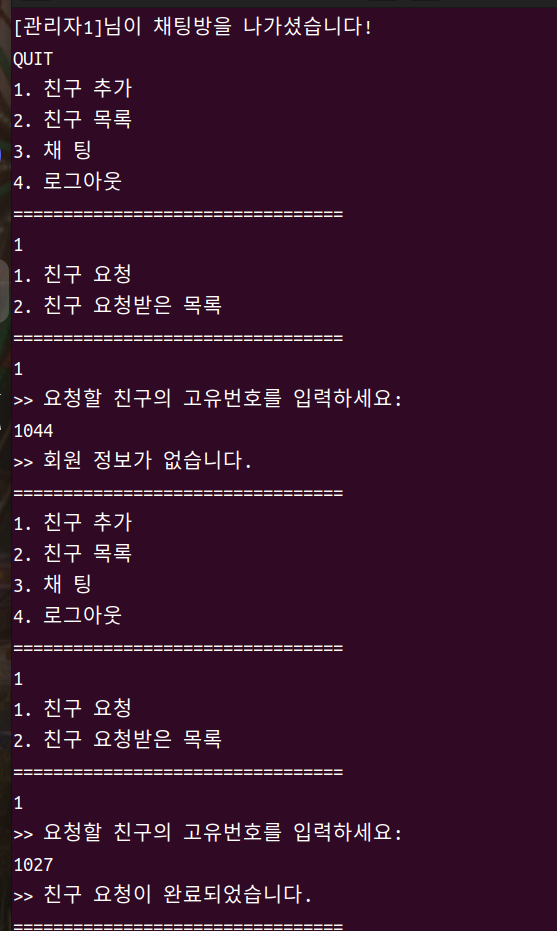 [관리자1]님이 채팅방을 나가셨습니다!
QUIT
1. 친구 추가
2. 친구 목록
3. 채 팅
4. 로그아웃
=================================
1
1. 친구 요청
2. 친구 요청받은 목록
=================================
1
>> 요청할 친구의 고유번호를 입력하세요:
1044
>> 회원 정보가 없습니다.
=================================
1. 친구 추가
2. 친구 목록
3. 채 팅
4. 로그아웃
=================================
1
1. 친구 요청
2. 친구 요청받은 목록
=================================
1
>> 요청할 친구의 고유번호를 입력하세요:
1027
>> 친구 요청이 완료되었습니다.
=================================